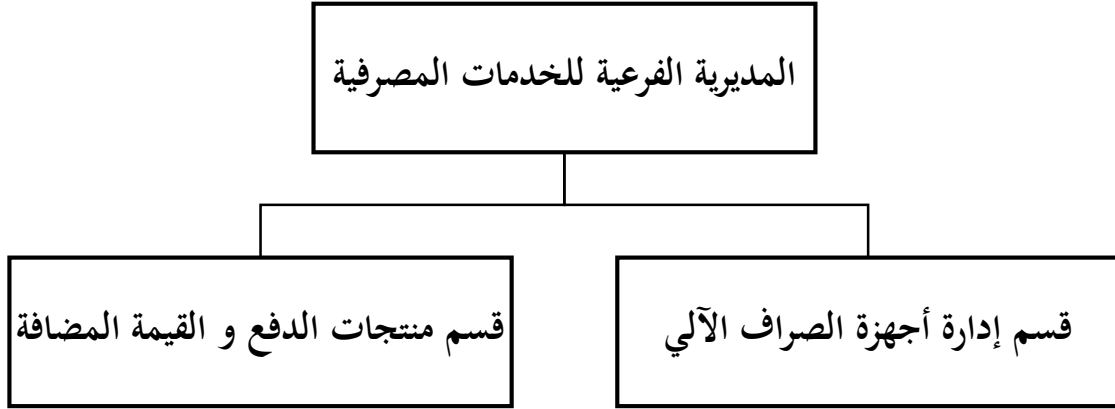 المديرية الفرعية للخدمات المصرفية
قسم إدارة أجهزة الصراف الآلي
قسم منتجات الدفع و القيمة المضافة